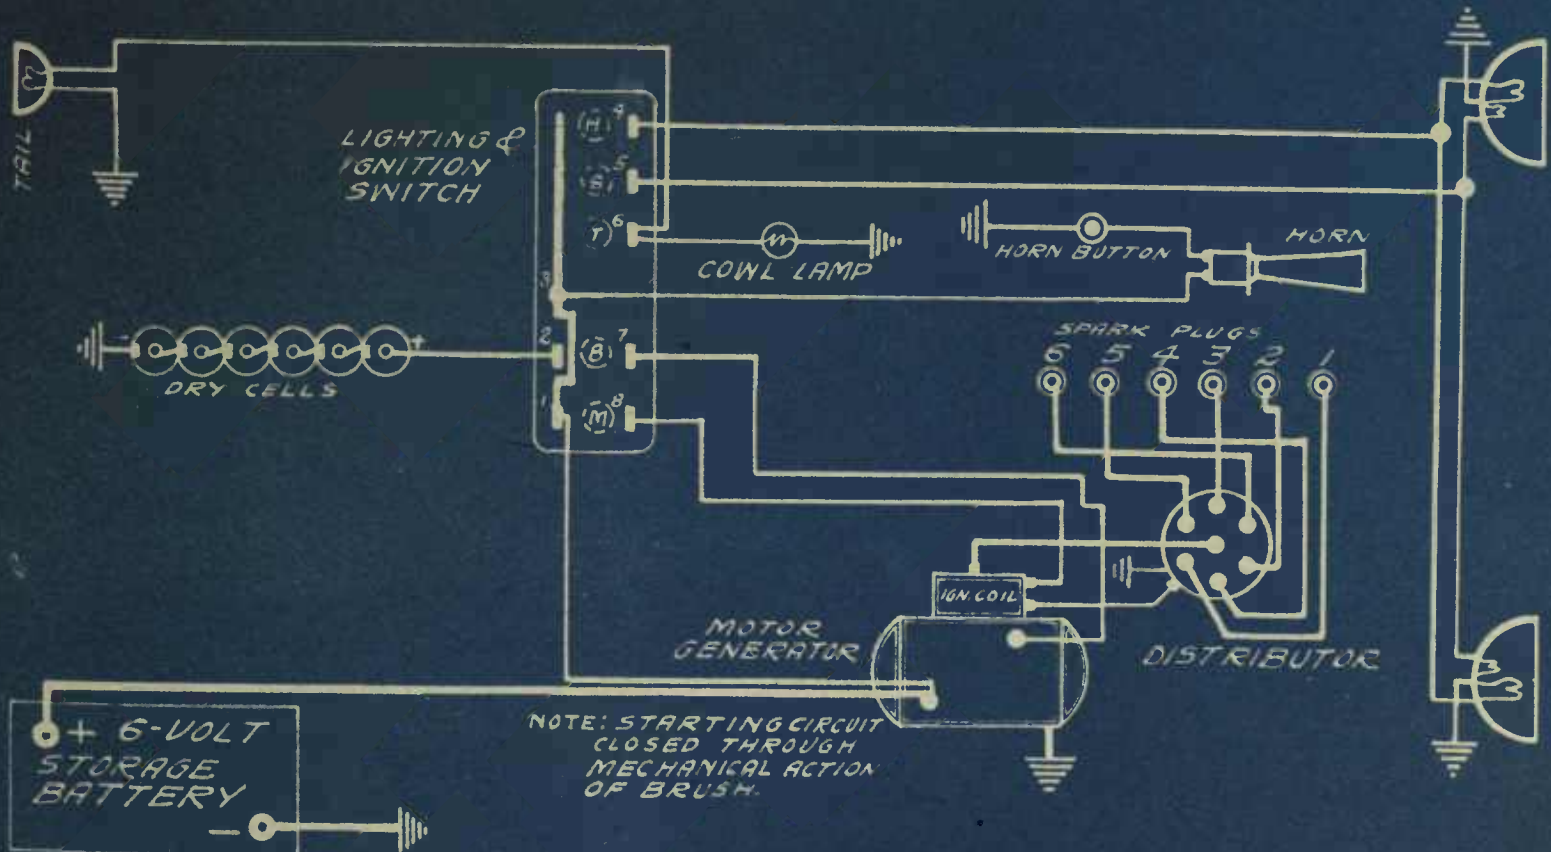 TAIL
LIGHTING &
IGNITION
SWITCH
H 4
5
T 6
3
2
B 7
1
M 8
COWL LAMP
HORN BUTTON
HORN
- +
DRY CELLS
SPARK PLUGS
6 5 4 3 2 1
IGN. COIL
MOTOR
GENERATOR
DISTRIBUTOR
+ 6-VOLT
STORAGE
BATTERY
-
NOTE: STARTING CIRCUIT
CLOSED THROUGH
MECHANICAL ACTION
OF BRUSH.